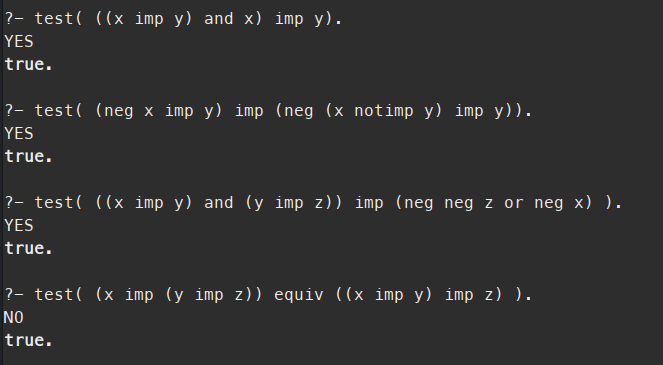 ?- test( ((x imp y) and x) imp y).
YES
true.
?- test( (neg x imp y) imp (neg (x notimp y) imp y)).
YES
true.
?- test( ((x imp y) and (y imp z)) imp (neg neg z or neg x) ).
YES
true.
?- test( (x imp (y imp z)) equiv ((x imp y) imp z) ).
NO
true.